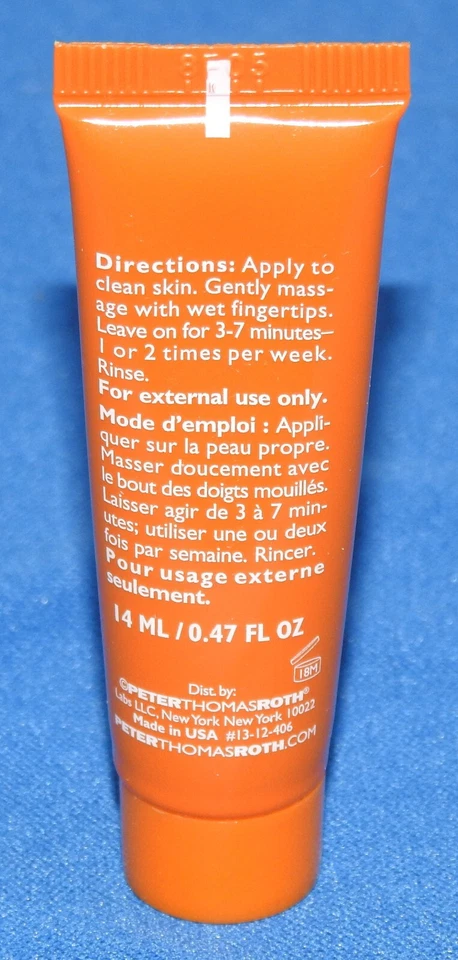 Directions: Apply to
clean skin. Gently mass-
age with wet fingertips.
Leave on for 3-7 minutes–
1 or 2 times per week.
Rinse.
For external use only.
Mode d'emploi : Appli-
quer sur la peau propre.
Masser doucement avec
le bout des doigts mouillés.
Laisser agir de 3 à 7 min-
utes; utiliser une ou deux
fois par semaine. Rincer.
Pour usage externe
seulement.
14 ML / 0.47 FL OZ
18M
Dist. by:
©PETERTHOMASROTH®
Labs LLC, New York New York 10022
Made in USA #13-12-406
PETERTHOMASROTH.COM